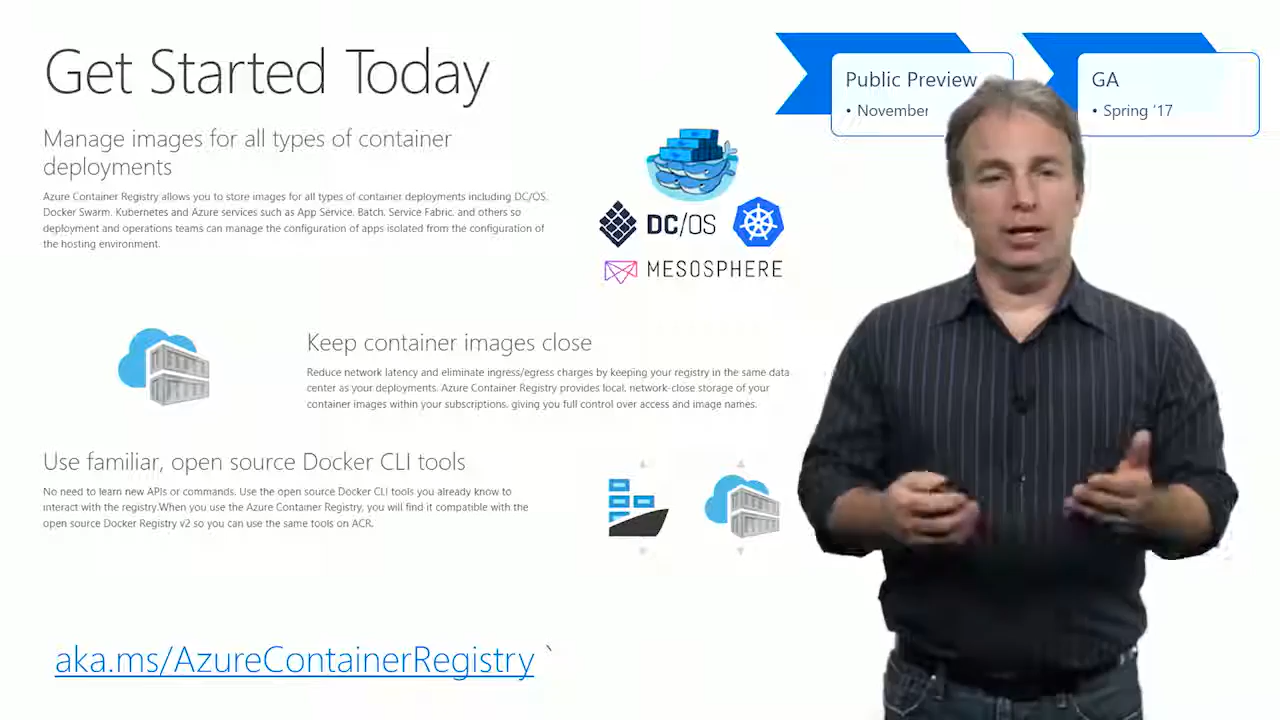 Get Started Today
Public Preview
• November
GA
• Spring '17
Manage images for all types of container
deployments
Azure Container Registry allows you to store images for all types of container deployments including DC/OS,
Docker Swarm, Kubernetes and Azure services such as App Service, Batch, Service Fabric, and others so
deployment and operations teams can manage the configuration of apps isolated from the configuration of
the hosting environment.
DC/OS
MESOSPHERE
Keep container images close
Reduce network latency and eliminate ingress/egress charges by keeping your registry in the same data
center as your deployments. Azure Container Registry provides local, network-close storage of your
container images within your subscriptions, giving you full control over access and image names.
Use familiar, open source Docker CLI tools
No need to learn new APIs or commands. Use the open source Docker CLI tools you already know to
interact with the registry.When you use the Azure Container Registry, you will find it compatible with the
open source Docker Registry v2 so you can use the same tools on ACR.
aka.ms/AzureContainerRegistry `